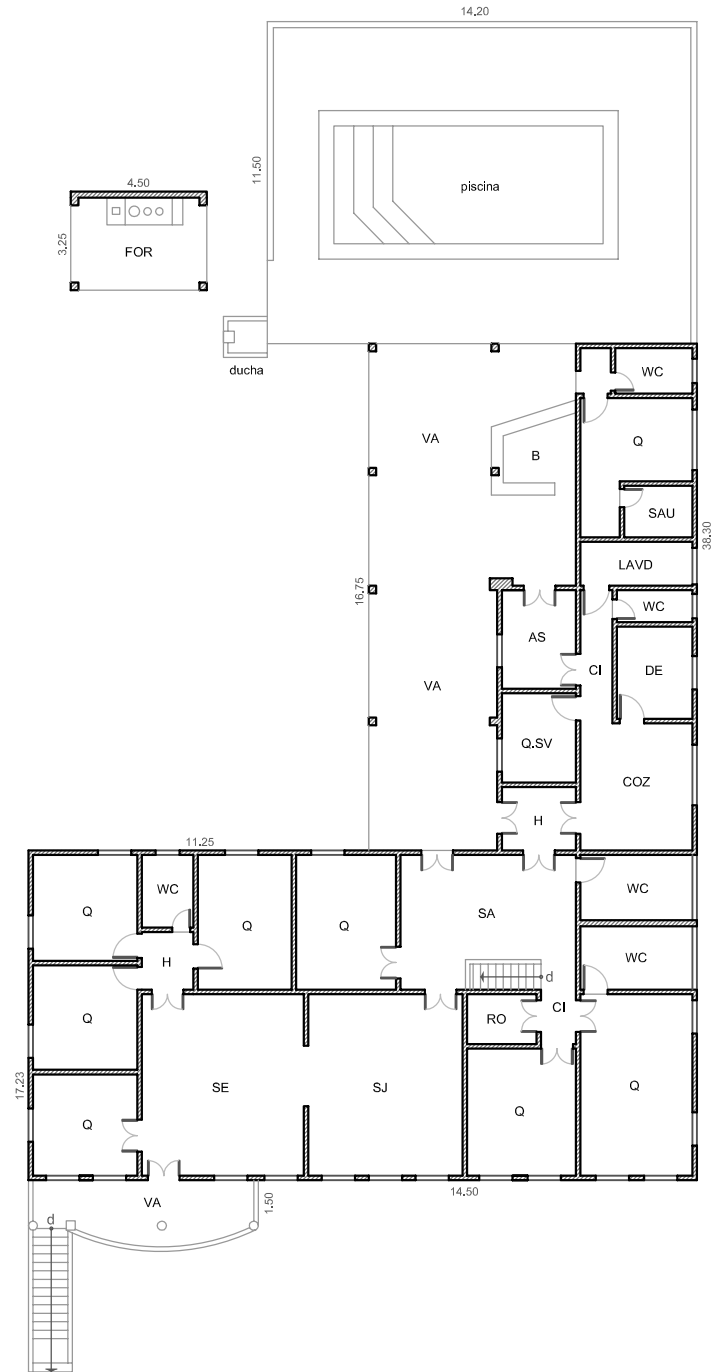 14.20
11.50
piscina
4.50
3.25
FOR
ducha
WC
VA
Q
B
SAU
38.30
LAVD
16.75
WC
AS
CI
DE
VA
Q.SV
COZ
H
11.25
WC
Q
Q
Q
SA
WC
H
WC
d
RO
CI
Q
17.23
SE
SJ
Q
Q
Q
14.50
VA
1.50
d